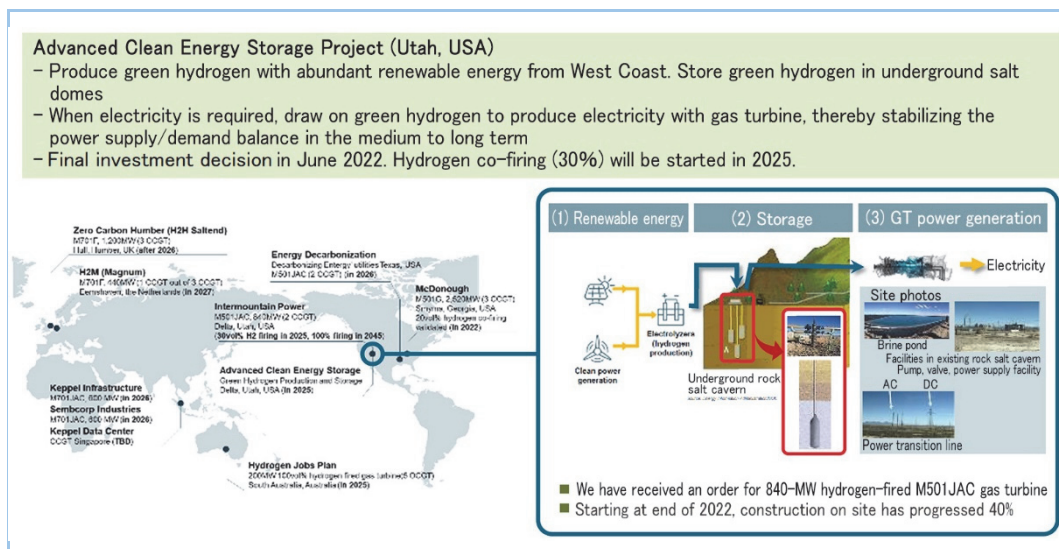 Advanced Clean Energy Storage Project (Utah, USA)
– Produce green hydrogen with abundant renewable energy from West Coast. Store green hydrogen in underground salt
domes
– When electricity is required, draw on green hydrogen to produce electricity with gas turbine, thereby stabilizing the
power supply/demand balance in the medium to long term
– Final investment decision in June 2022. Hydrogen co-firing (30%) will be started in 2025.
Zero Carbon Humber (H2H Saltend)
M701F, 1,200MW (3 CCGT)
Hull, Humber, UK (after 2026)
H2M (Magnum)
M701F, 440MW (1 CCGT out of 3 CCGT)
Eemshaven, the Netherlands (In 2027)
Energy Decarbonization
Decarbonizing Entergy utilities Texas, USA
M501JAC (2 CCGT) (in 2026)
McDonough
M501G, 2,520MW (3 CCGT)
Smyrna, Georgia, USA
20vol% hydrogen co-firing
validated (In 2022)
Intermountain Power
M501JAC, 840MW (2 CCGT)
Delta, Utah, USA
(30vol% H2 firing in 2025, 100% firing in 2045)
Advanced Clean Energy Storage
Green Hydrogen Production and Storage
Delta, Utah, USA (in 2025)
Keppel Infrastructure
M701JAC, 600 MW (in 2026)
Sembcorp Industries
M701JAC, 600 MW (in 2026)
Keppel Data Center
CCGT Singapore (TBD)
Hydrogen Jobs Plan
200MW 100vol% hydrogen fired gas turbine
South Australia, Australia (in 2025)
(1) Renewable energy
(2) Storage
(3) GT power generation
Clean power
generation
Electrolyzers
(hydrogen
production)
Underground rock
salt cavern
Electricity
Site photos
Brine pond
Facilities in existing rock salt cavern
Pump, valve, power supply facility
AC DC
Power transition line
■ We have received an order for 840-MW hydrogen-fired M501JAC gas turbine
■ Starting at end of 2022, construction on site has progressed 40%